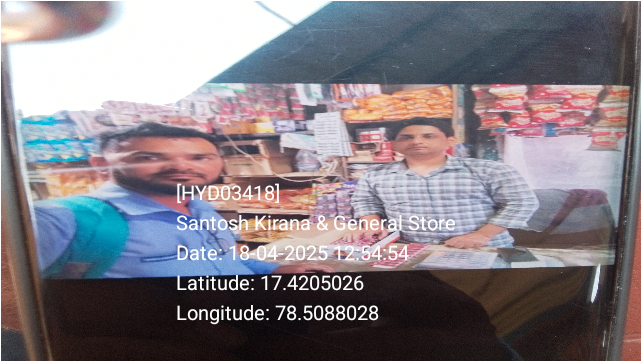 [HYD03418]
Santosh Kirana & General Store
Date: 18-04-2025 12:54:54
Latitude: 17.4205026
Longitude: 78.5088028